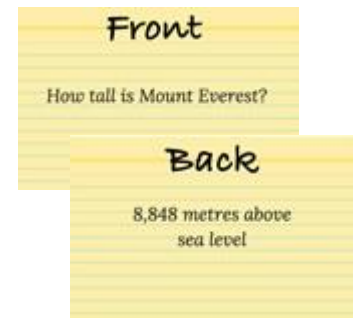 Front
How tall is Mount Everest?
Back
8,848 metres above
sea level